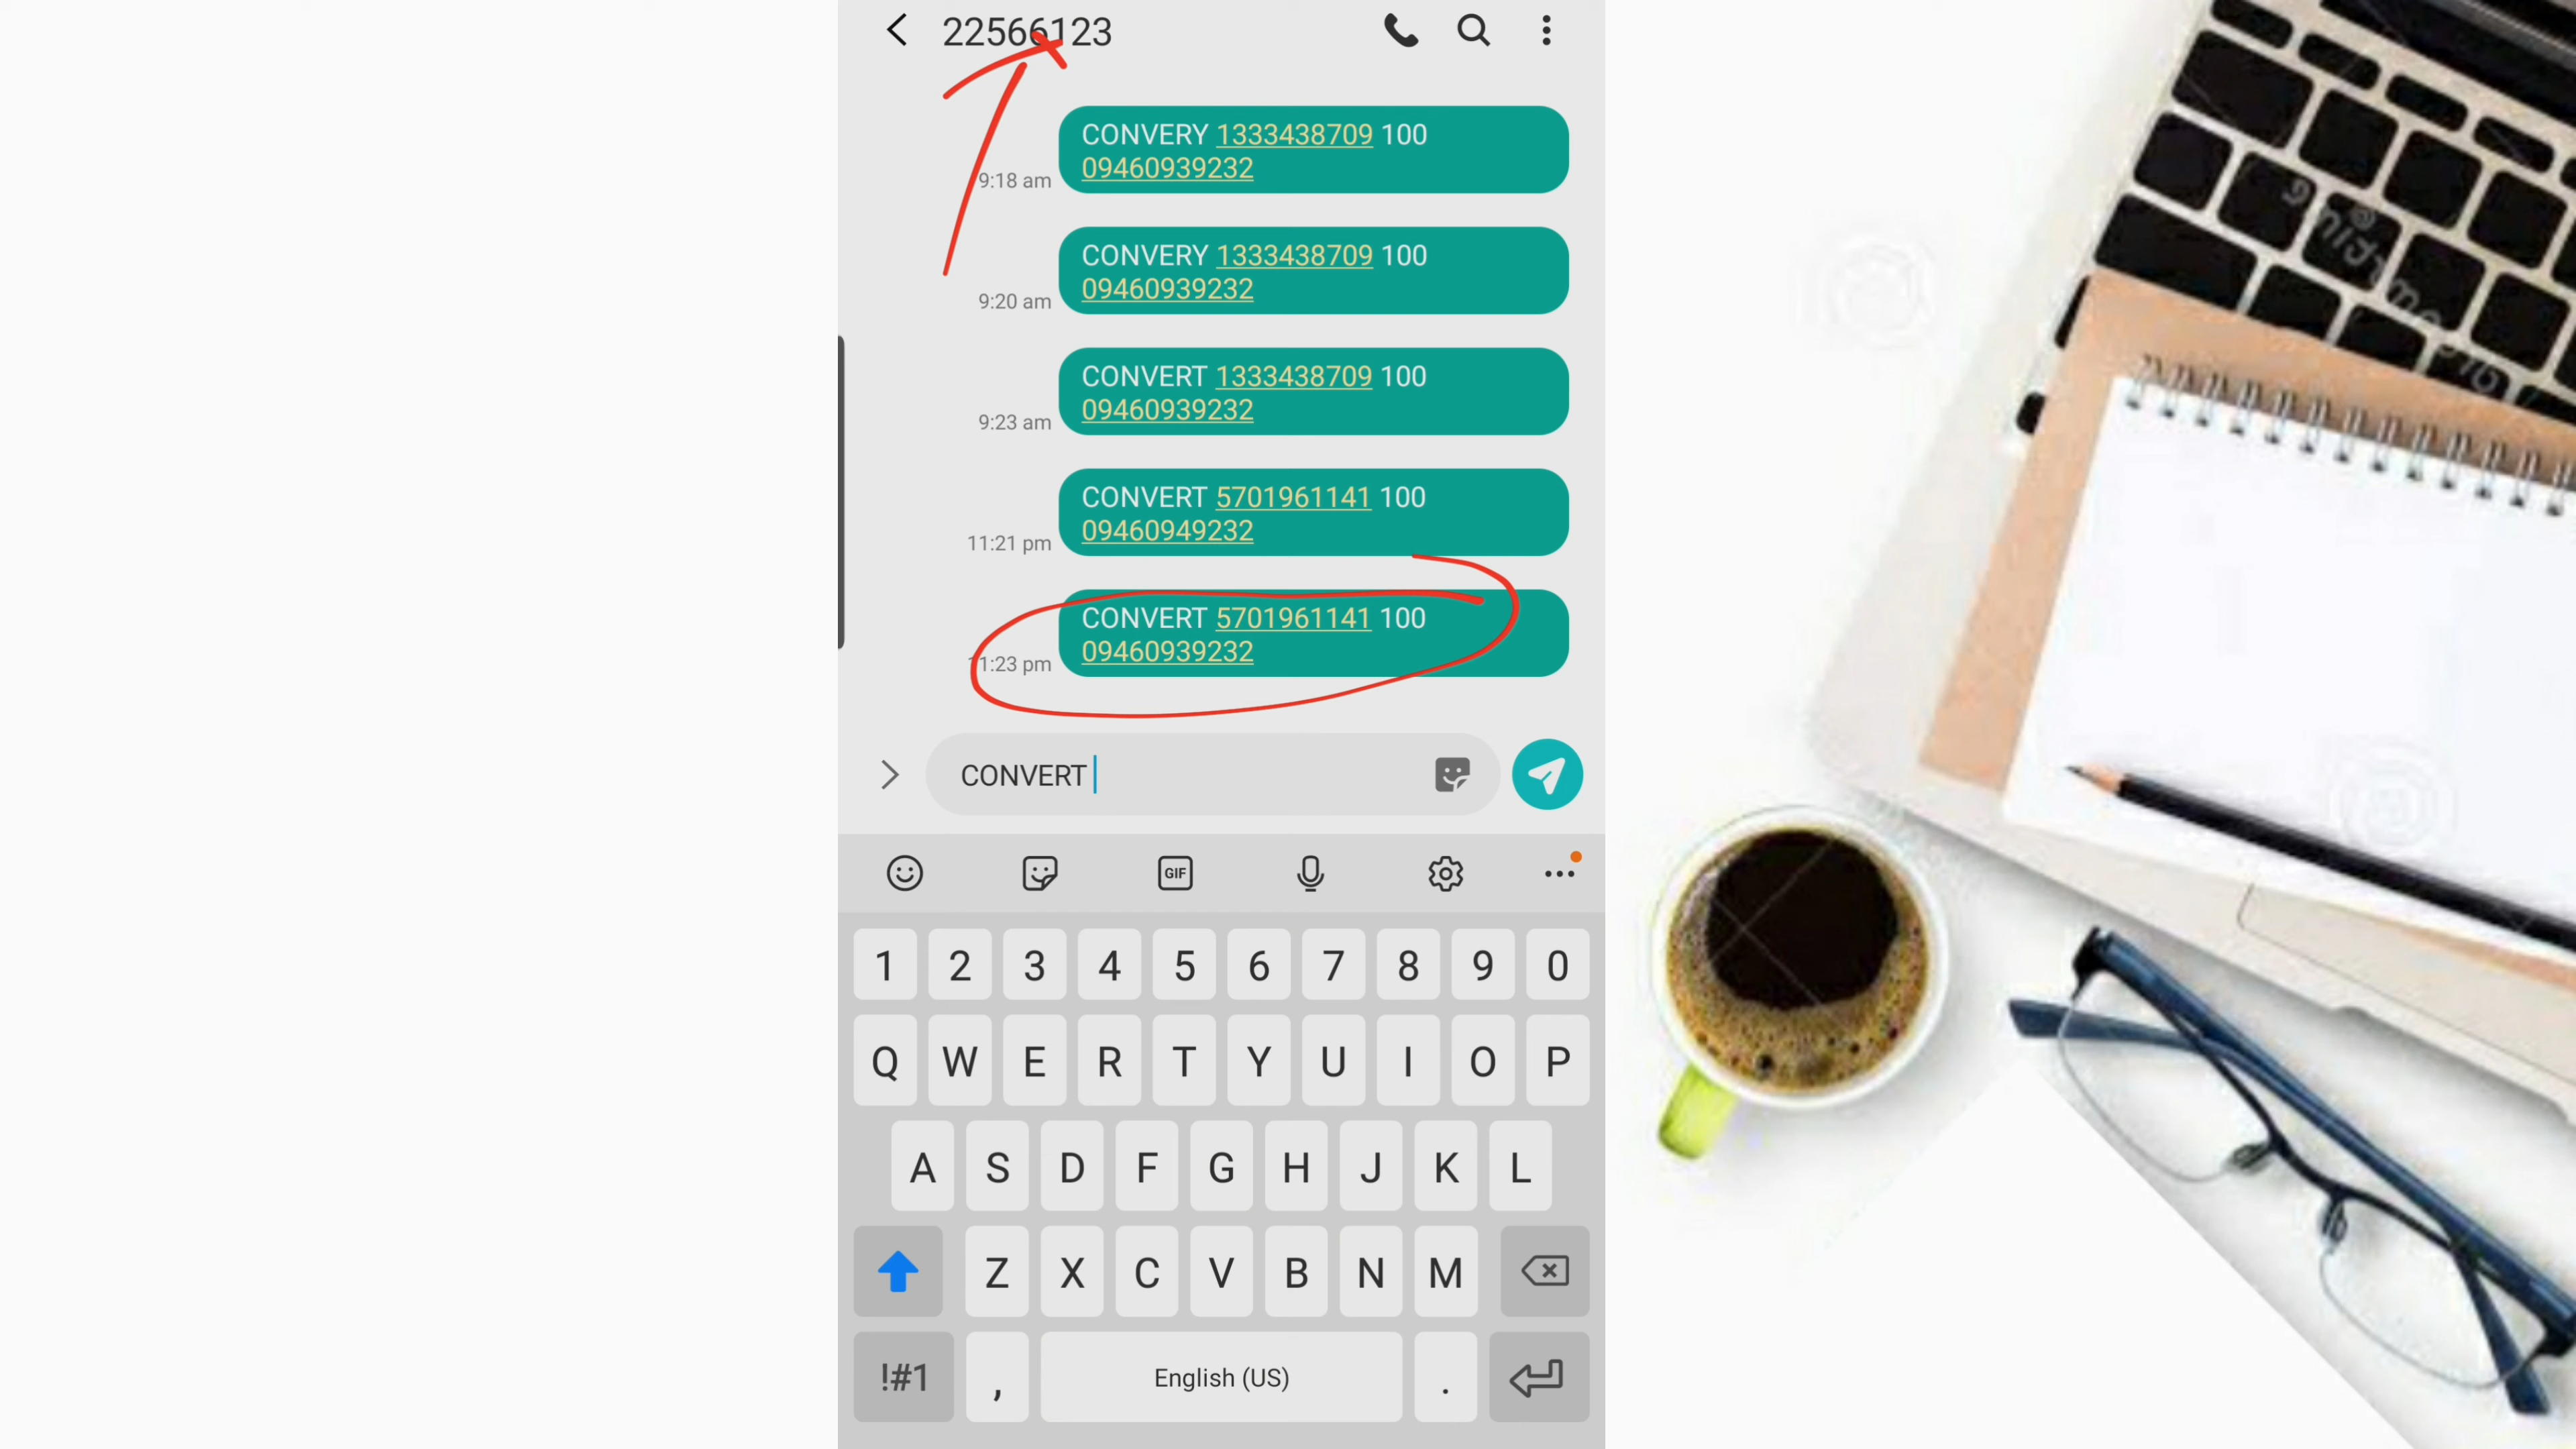 22566123
CONVERY 1333438709 100
09460939232
9:18 am
CONVERY 1333438709 100
09460939232
9:20 am
CONVERT 1333438709 100
09460939232
9:23 am
CONVERT 5701961141 100
09460949232
11:21 pm
CONVERT 5701961141 100
09460939232
11:23 pm
CONVERT
GIF
1 2 3 4 5 6 7 8 9 0
Q W E R T Y U I O P
A S D F G H J K L
Z X C V B N M
!#1 , English (US) .